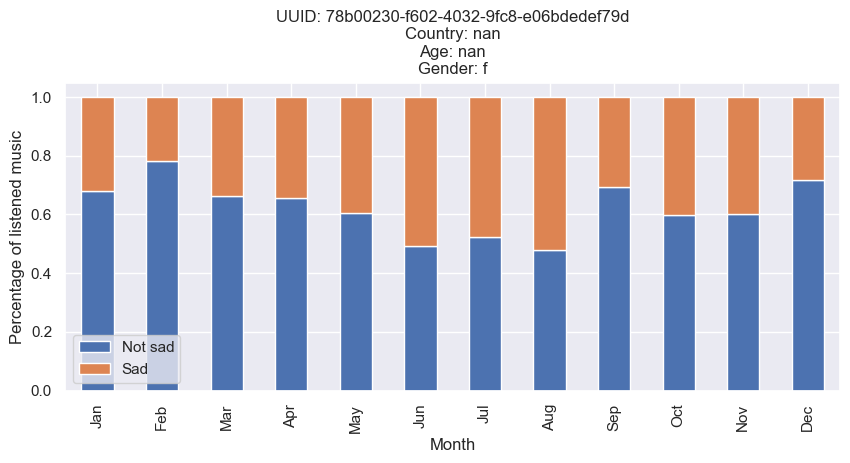 UUID: 78b00230-f602-4032-9fc8-e06bdedef79d
Country: nan
Age: nan
Gender: f
Percentage of listened music
1.0
0.8
0.6
0.4
0.2
0.0
Not sad
Sad
Jan
Feb
Mar
Apr
May
Jun
Jul
Aug
Sep
Oct
Nov
Dec
Month